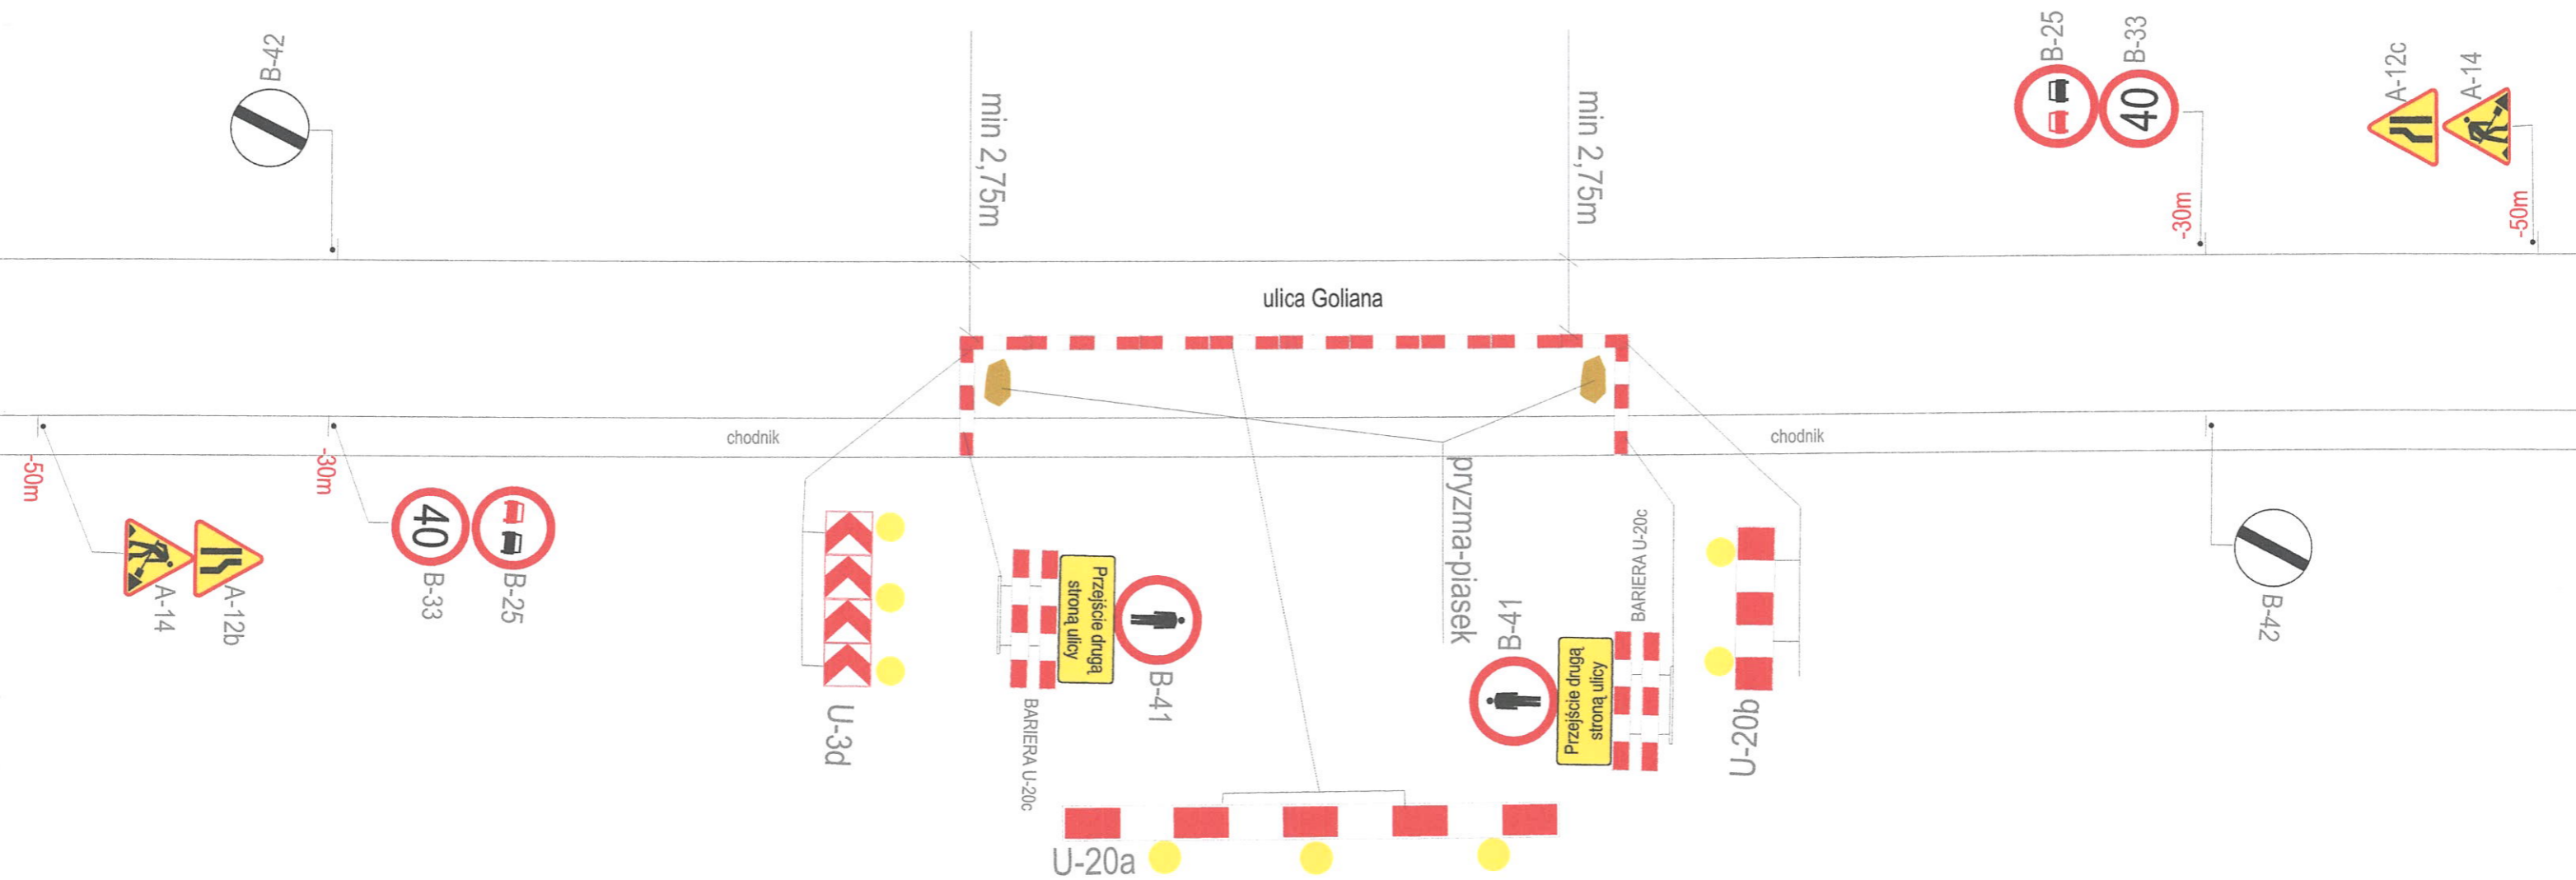 B-42
min 2,75m
min 2,75m
B-25
B-33
40
A-12c
A-14
-30m
-50m
ulica Goliana
chodnik
chodnik
-50m
-30m
A-14
A-12b
40
B-33
B-25
U-3d
Przejście drugą
stroną ulicy
B-41
BARIERA U-20c
pryzma-piasek
B-41
Przejście drugą
stroną ulicy
BARIERA U-20c
U-20b
B-42
U-20a